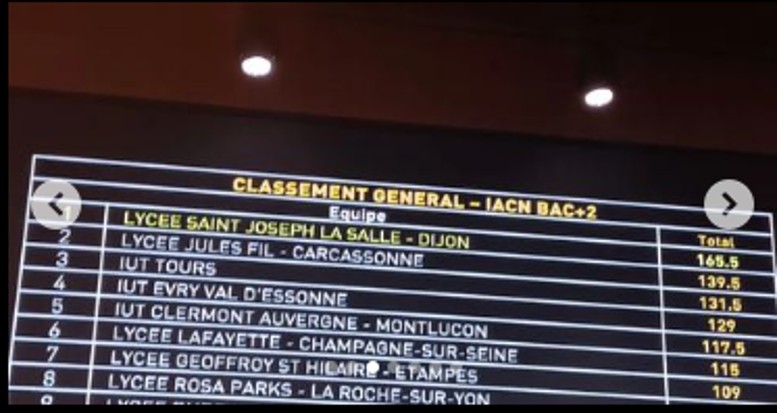 CLASSEMENT GENERAL – IACN BAC+2
Equipe Total
1 LYCEE SAINT JOSEPH LA SALLE - DIJON 165.5
2 LYCEE JULES FIL - CARCASSONNE 139.5
3 IUT TOURS 131.5
4 IUT EVRY VAL D'ESSONNE 129
5 IUT CLERMONT AUVERGNE - MONTLUCON 117.5
6 LYCEE LAFAYETTE - CHAMPAGNE-SUR-SEINE 115
7 LYCEE GEOFFROY ST HILAIRE - ETAMPES 109
8 LYCEE ROSA PARKS - LA ROCHE-SUR-YON
9 LYCEE